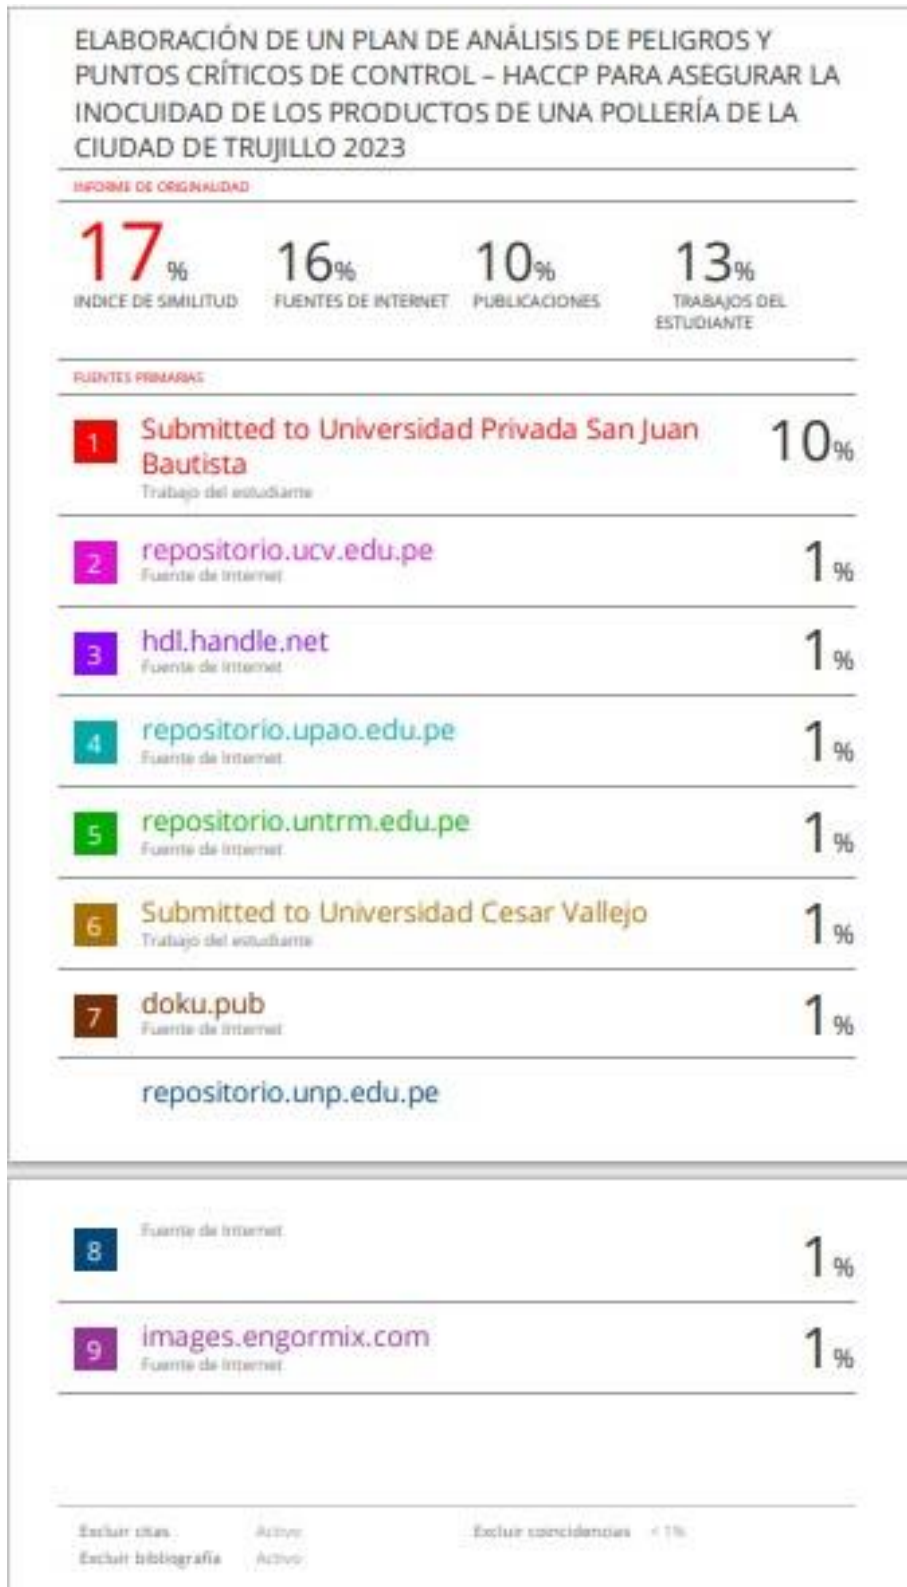 ELABORACIÓN DE UN PLAN DE ANÁLISIS DE PELIGROS Y
PUNTOS CRÍTICOS DE CONTROL – HACCP PARA ASEGURAR LA
INOCUIDAD DE LOS PRODUCTOS DE UNA POLLERÍA DE LA
CIUDAD DE TRUJILLO 2023
INFORME DE ORIGINALIDAD
17% 16% 10% 13%
INDICE DE SIMILITUD FUENTES DE INTERNET PUBLICACIONES TRABAJOS DEL
ESTUDIANTE
FUENTES PRIMARIAS
1 Submitted to Universidad Privada San Juan 10%
Bautista
Trabajo del estudiante
2 repositorio.ucv.edu.pe 1%
Fuente de Internet
3 hdl.handle.net 1%
Fuente de Internet
4 repositorio.upao.edu.pe 1%
Fuente de Internet
5 repositorio.untrm.edu.pe 1%
Fuente de Internet
6 Submitted to Universidad Cesar Vallejo 1%
Trabajo del estudiante
7 doku.pub 1%
Fuente de Internet
repositorio.unp.edu.pe
Fuente de Internet
8 1%
9 images.engormix.com 1%
Fuente de Internet
Excluir citas Activo Excluir coincidencias < 1%
Excluir bibliografía Activo